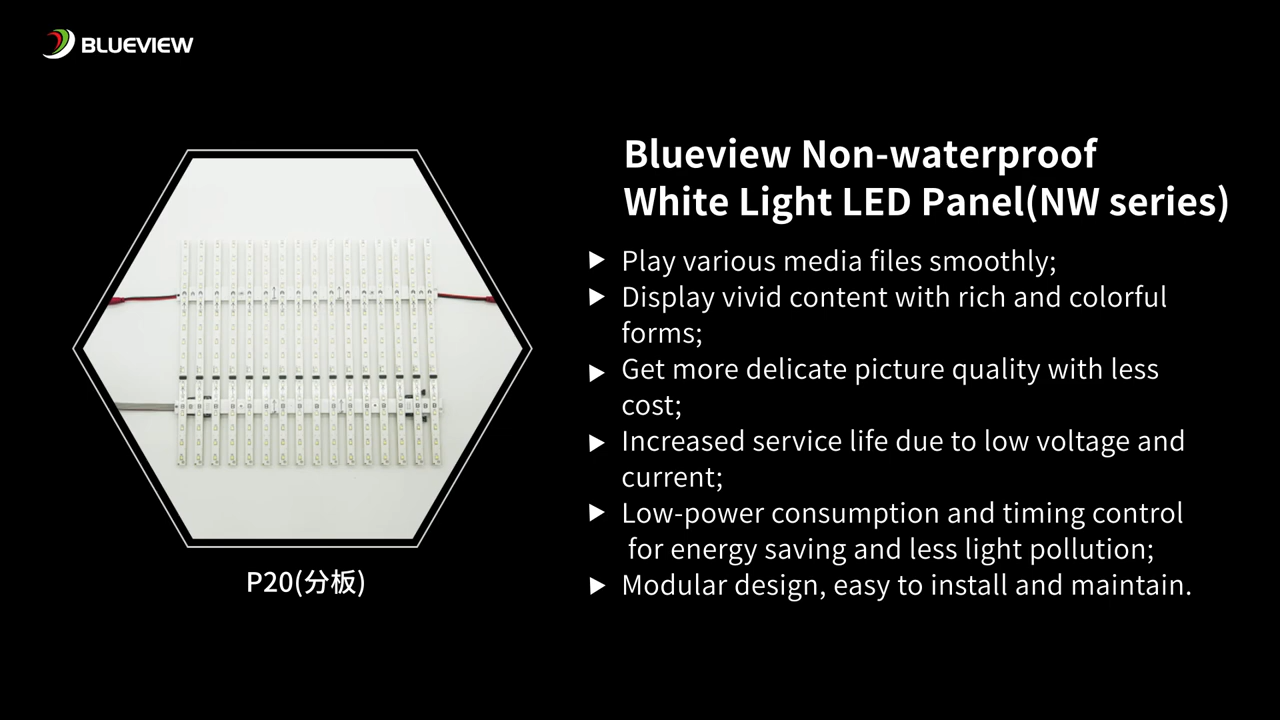 BLUEVIEW
Blueview Non-waterproof
White Light LED Panel(NW series)
Play various media files smoothly;
Display vivid content with rich and colorful
forms;
Get more delicate picture quality with less
cost;
Increased service life due to low voltage and
current;
Low-power consumption and timing control
for energy saving and less light pollution;
Modular design, easy to install and maintain.
P20(分板)